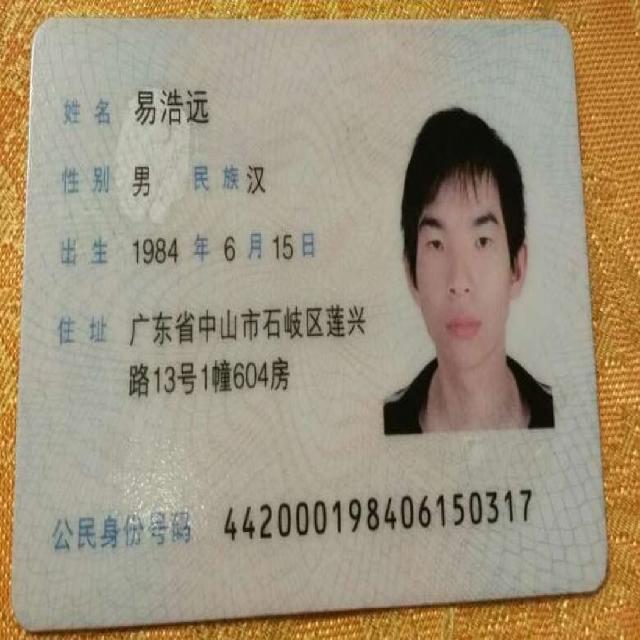 姓名 易浩远
性别 男 民族 汉
出生 1984 年 6 月 15 日
住址 广东省中山市石岐区莲兴
路13号1幢604房
公民身份号码 442000198406150317